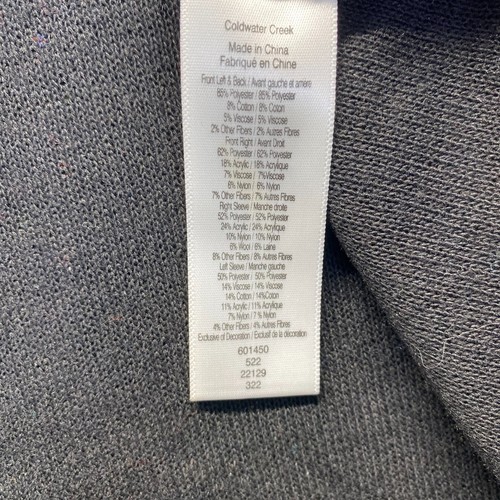 Coldwater Creek
Made in China
Fabriqué en Chine
Front Left & Back / Avant gauche et arriere
85% Polyester / 85% Polyester
8% Cotton / 8% Coton
5% Viscose / 5% Viscose
2% Other Fibers / 2% Autres Fibres
Front Right / Avant Droit
62% Polyester / 62% Polyester
18% Acrylic / 18% Acrylique
7% Viscose / 7%Viscose
6% Nylon / 6% Nylon
7% Other Fibers / 7% Autres Fibres
Right Sleeve / Manche droite
52% Polyester / 52% Polyester
24% Acrylic / 24% Acrylique
10% Nylon / 10% Nylon
6% Wool / 6% Laine
8% Other Fibers / 8% Autres Fibres
Left Sleeve / Manche gauche
50% Polyester / 50% Polyester
14% Viscose / 14% Viscose
14% Cotton / 14%Coton
11% Acrylic / 11% Acrylique
7% Nylon / 7 % Nylon
4% Other Fibers / 4% Autres Fibres
Exclusive of Decoration / Exclusif de la décoration
601450
522
22129
322